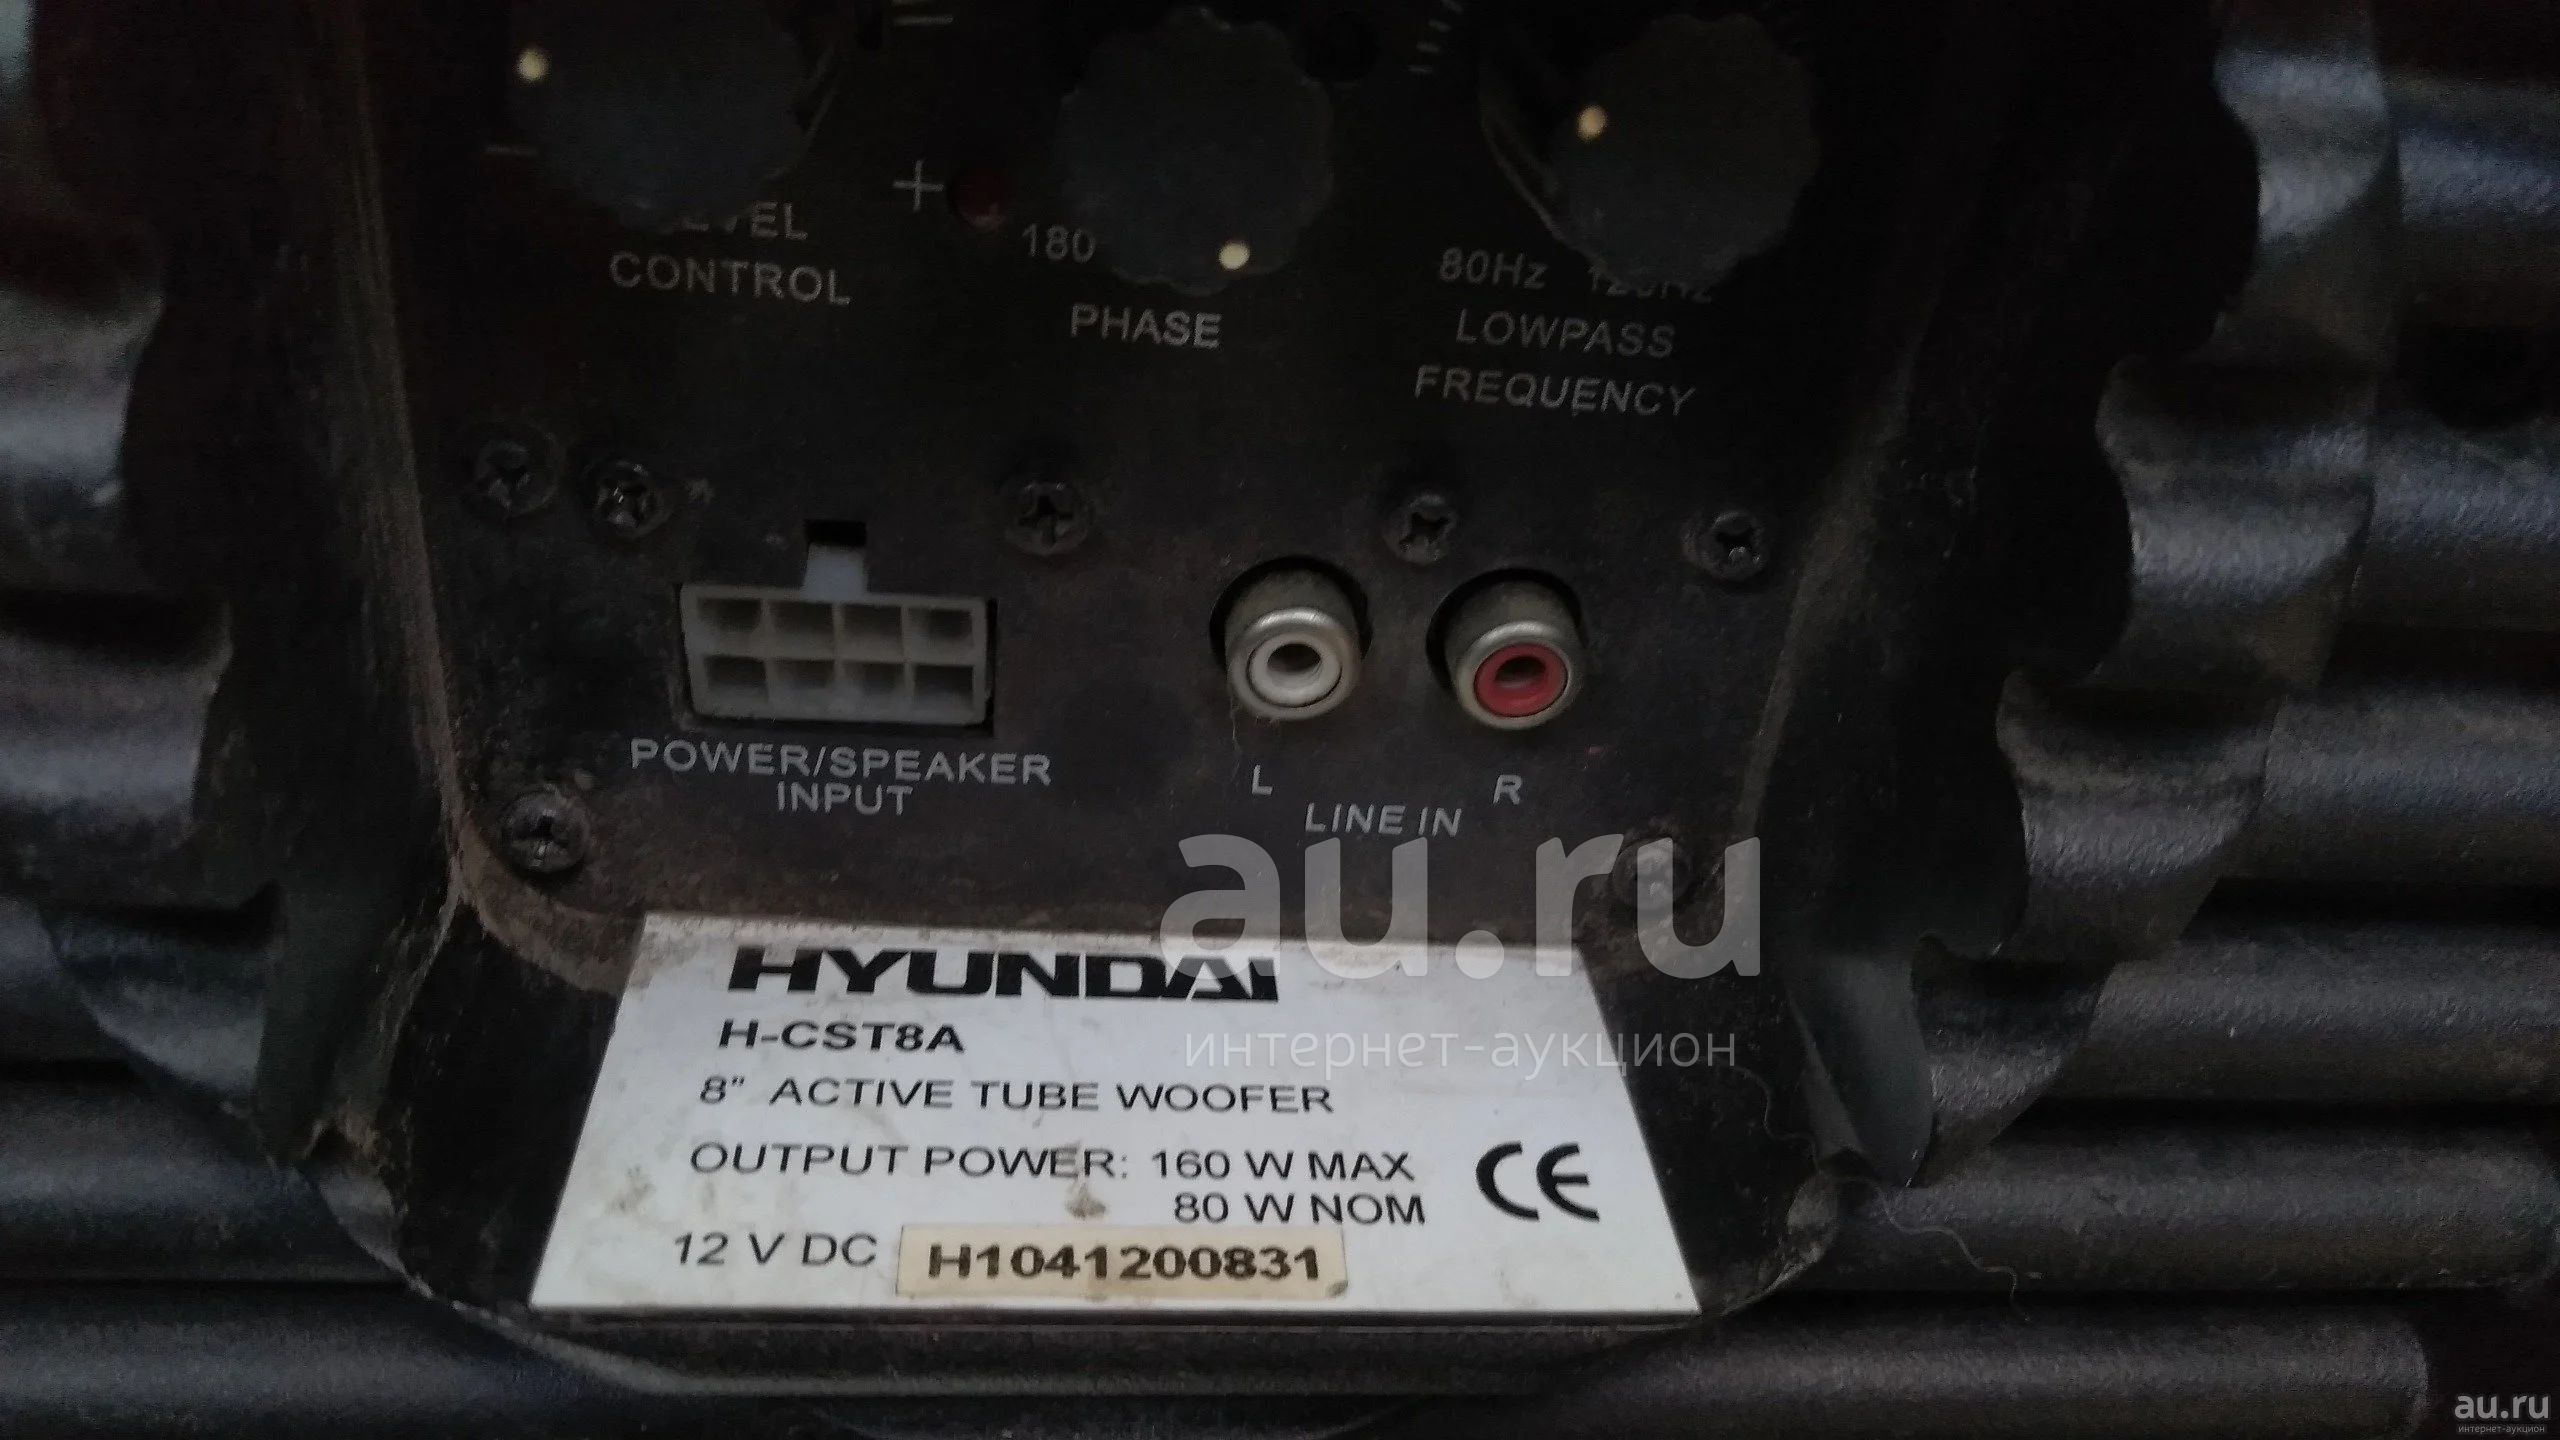 CONTROL
+
180
PHASE
80Hz
LOWPASS
FREQUENCY
POWER/SPEAKER
INPUT
L
R
LINE IN
au.ru
интернет-аукцион
HYUNDAI
H-CST8A
8" ACTIVE TUBE WOOFER
OUTPUT POWER: 160 W MAX
80 W NOM
CE
12 V DC
H1041200831
au.ru
интернет-аукцион